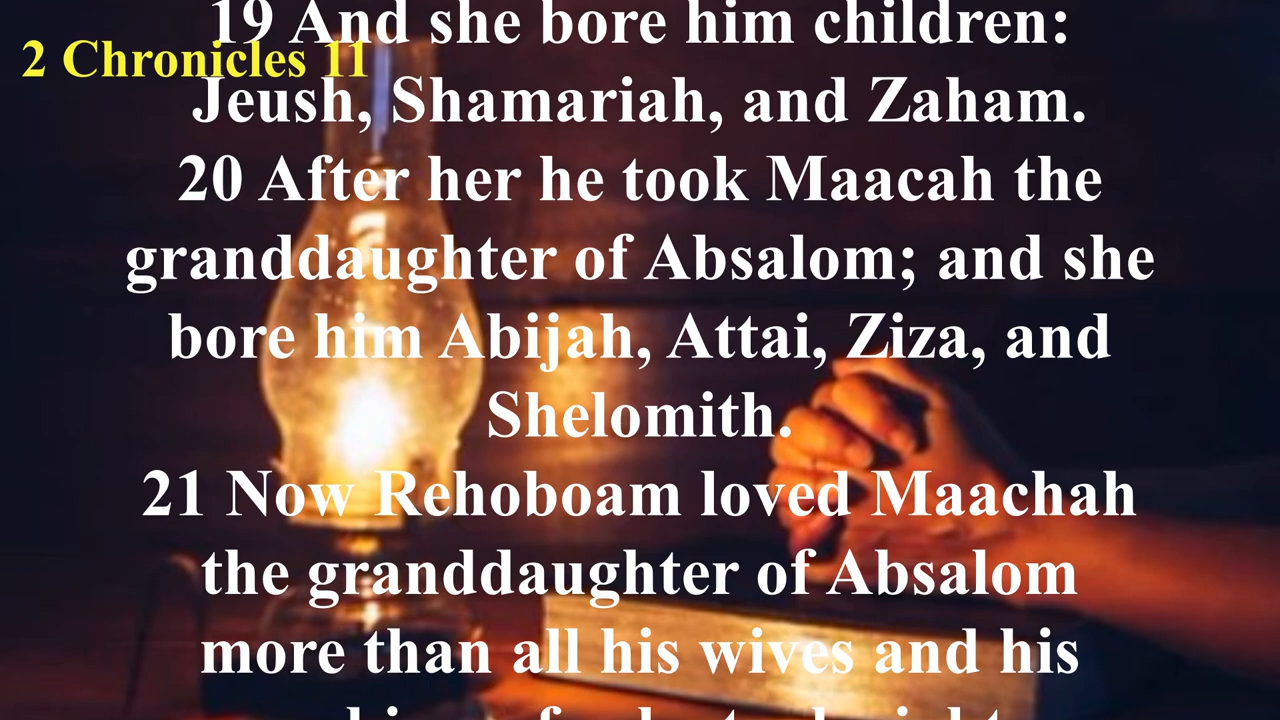 19 And she bore him children:
2 Chronicles 11
Jeush, Shamariah, and Zaham.
20 After her he took Maacah the
granddaughter of Absalom; and she
bore him Abijah, Attai, Ziza, and
Shelomith.
21 Now Rehoboam loved Maachah
the granddaughter of Absalom
more than all his wives and his